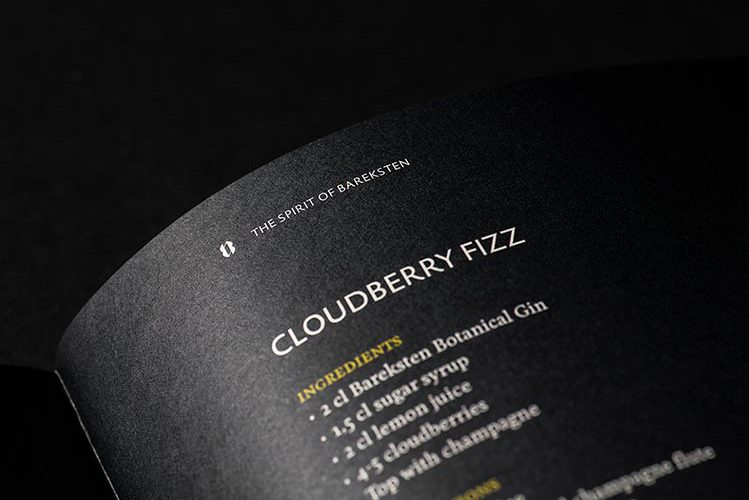 THE SPIRIT OF BAREKSTEN
CLOUDBERRY FIZZ
INGREDIENTS
• 2 cl Bareksten Botanical Gin
• 1.5 cl sugar syrup
• 2 cl lemon juice
• 4-5 cloudberries
Top with champagne
champagne flute